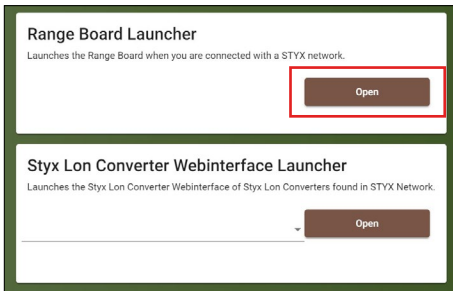 Range Board Launcher
Launches the Range Board when you are connected with a STYX network.
Open
Styx Lon Converter Webinterface Launcher
Launches the Styx Lon Converter Webinterface of Styx Lon Converters found in STYX Network.
Open